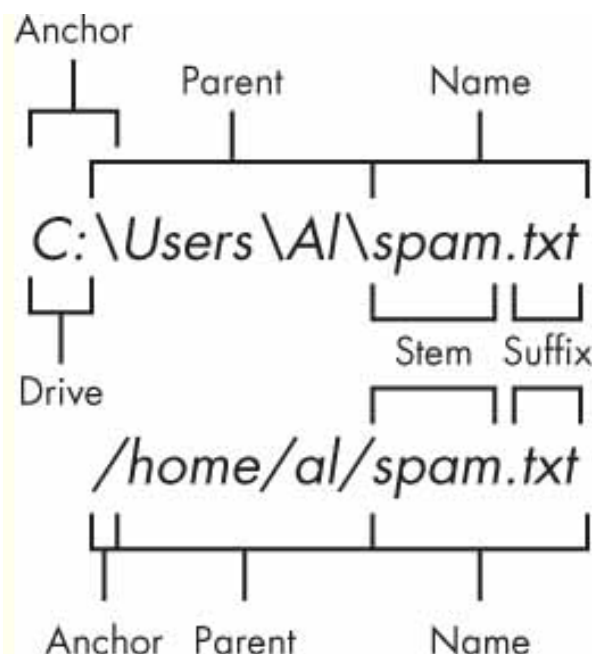 Anchor
Parent Name
C:\Users\Al\spam.txt
Stem Suffix
Drive
/home/al/spam.txt
Anchor Parent Name